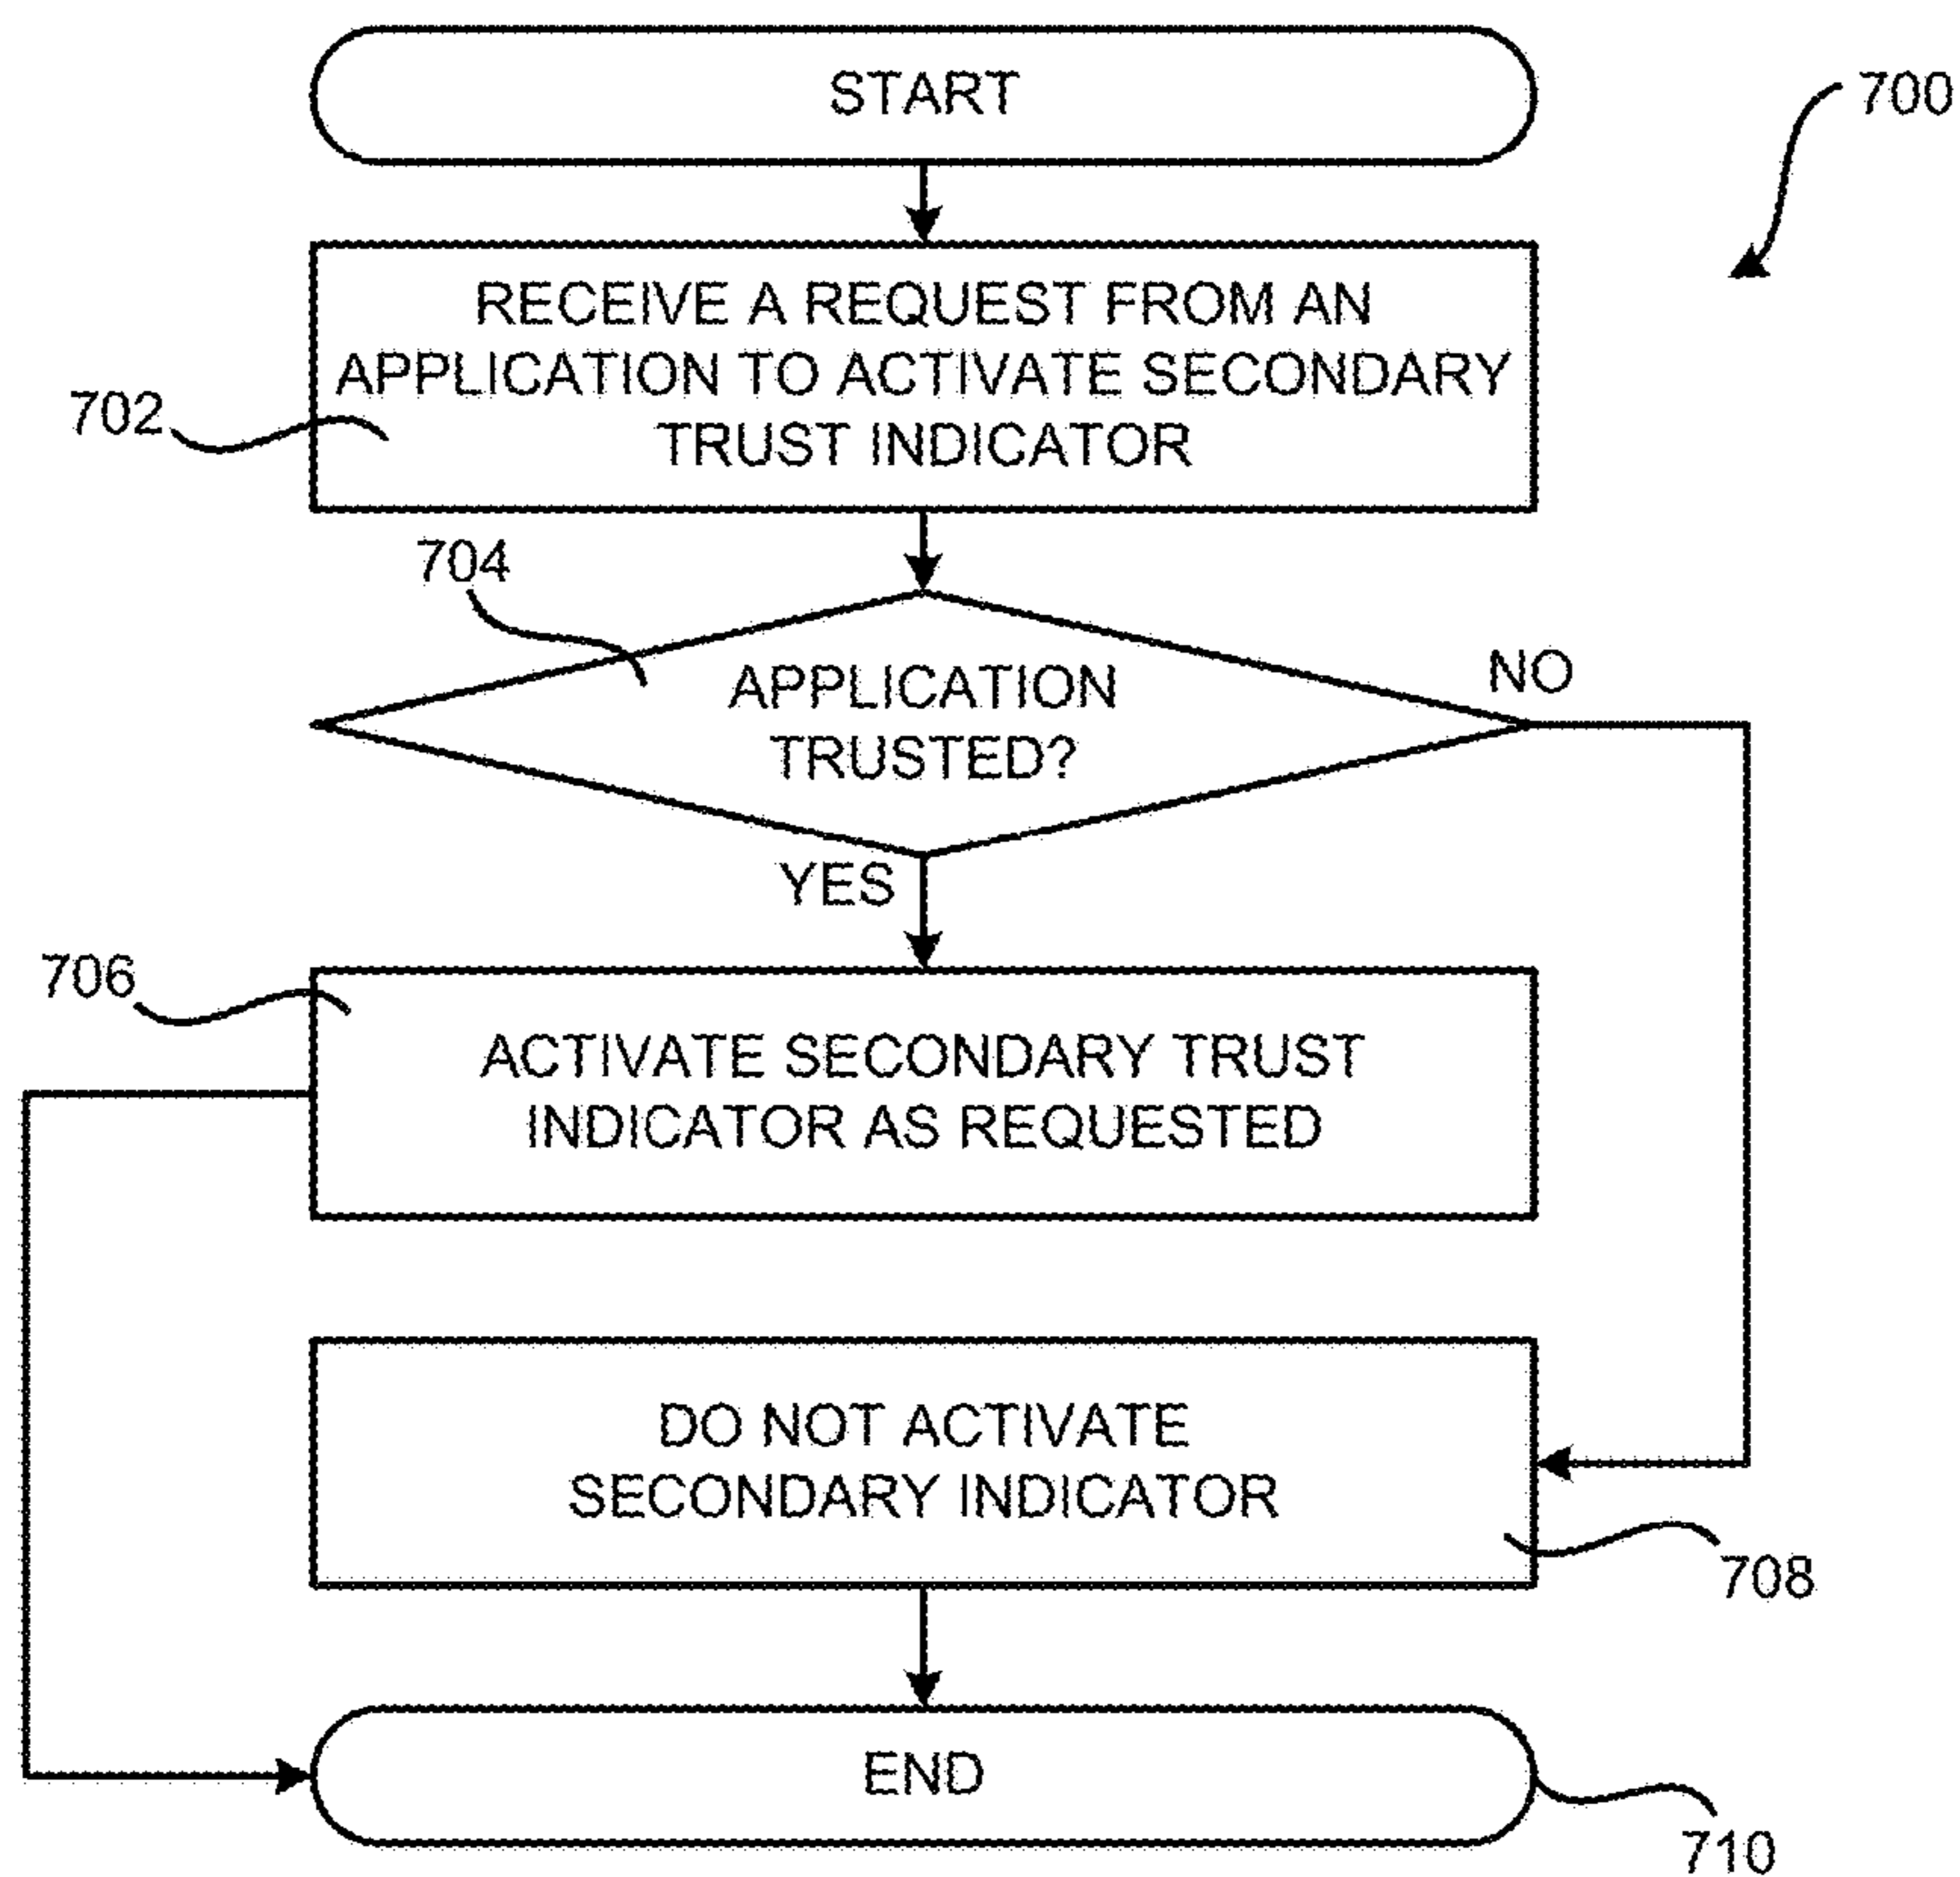 START
700
RECEIVE A REQUEST FROM AN
APPLICATION TO ACTIVATE SECONDARY
TRUST INDICATOR
702
704
APPLICATION
TRUSTED?
NO
YES
706
ACTIVATE SECONDARY TRUST
INDICATOR AS REQUESTED
DO NOT ACTIVATE
SECONDARY INDICATOR
708
END
710